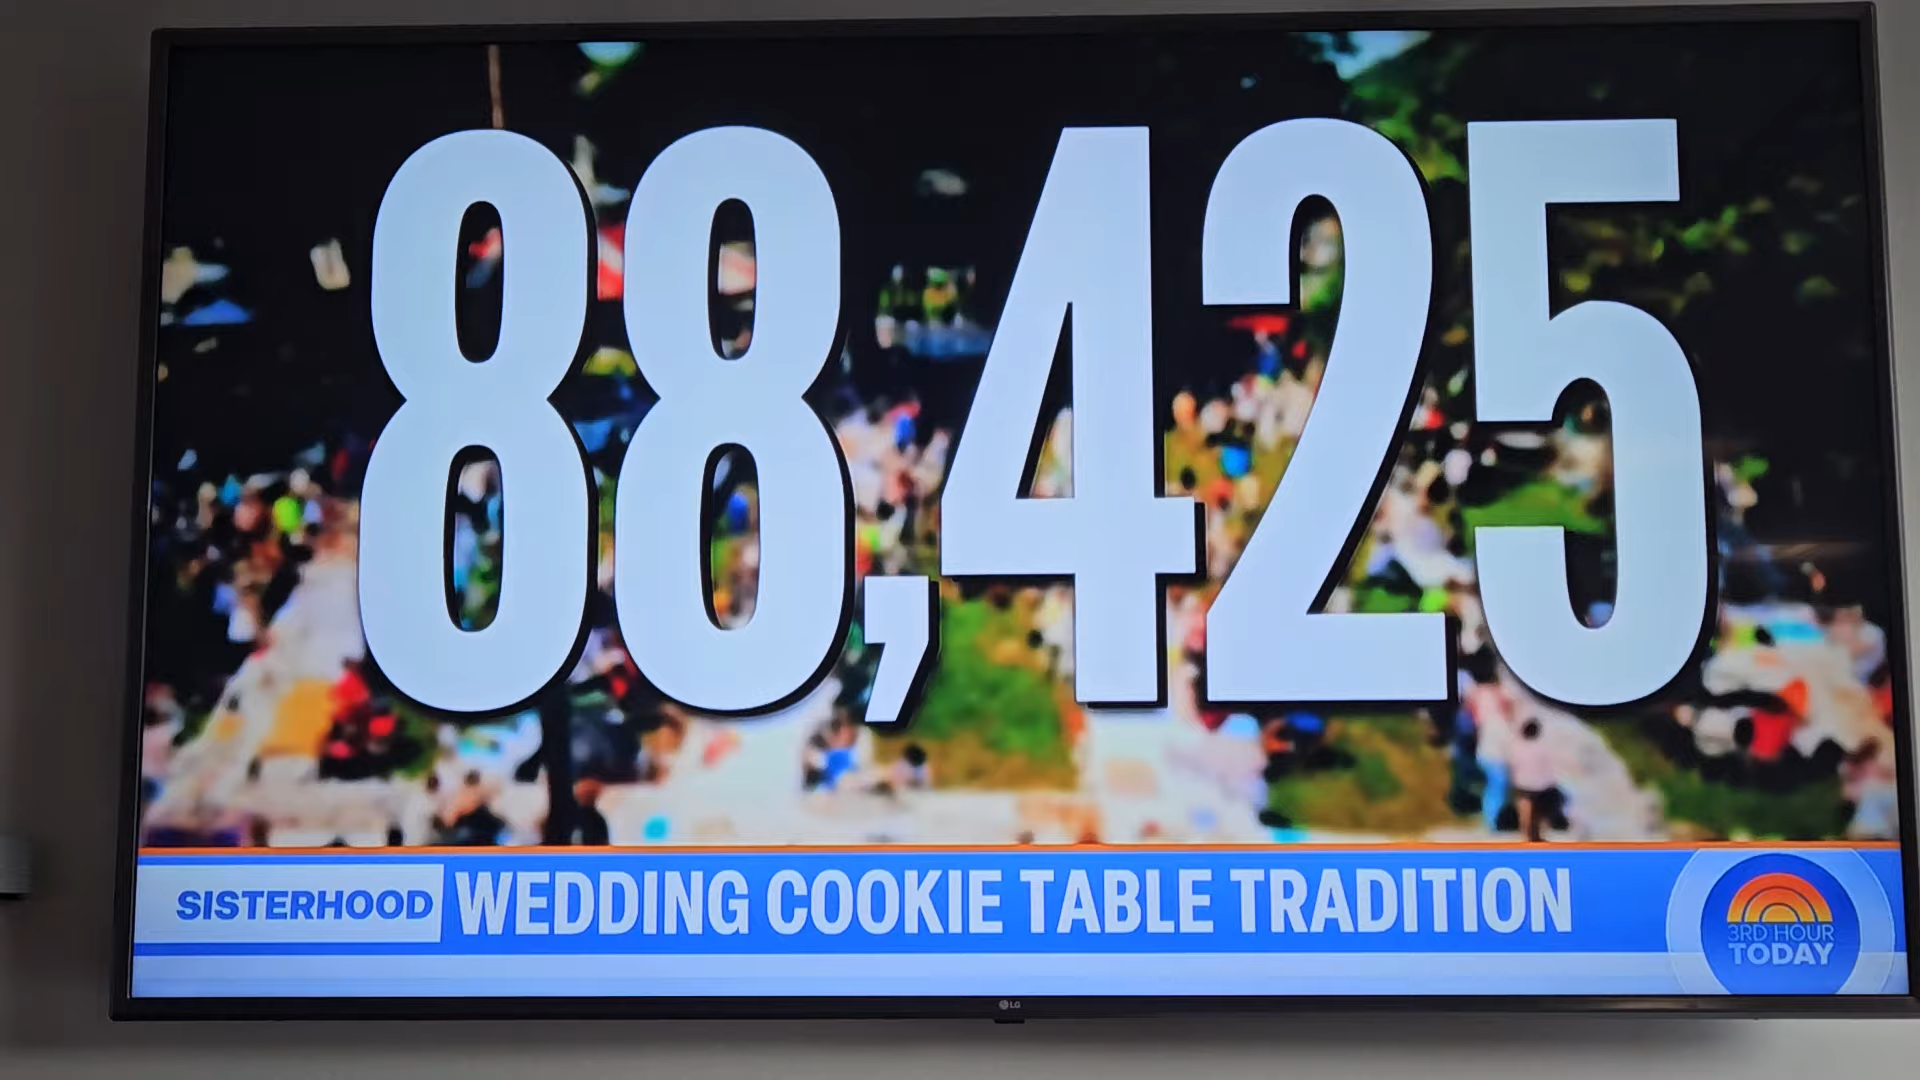 88,425
SISTERHOOD WEDDING COOKIE TABLE TRADITION
3RD HOUR
TODAY
LG